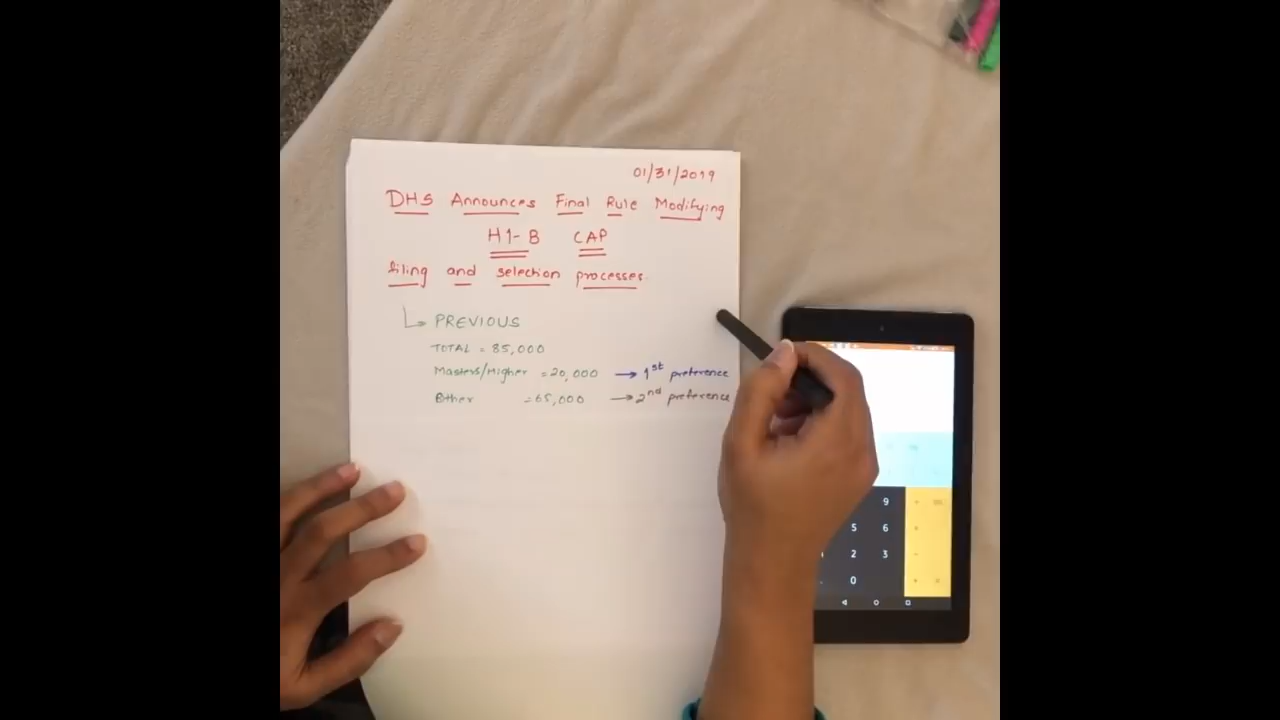 01/31/2019
DHS Announces Final Rule Modifying
H1-B CAP
filing and selection processes.
PREVIOUS
TOTAL = 85,000
Masters/Higher = 20,000 → 1st preference
Other = 65,000 → 2nd preference
9
5 6
2 3
0